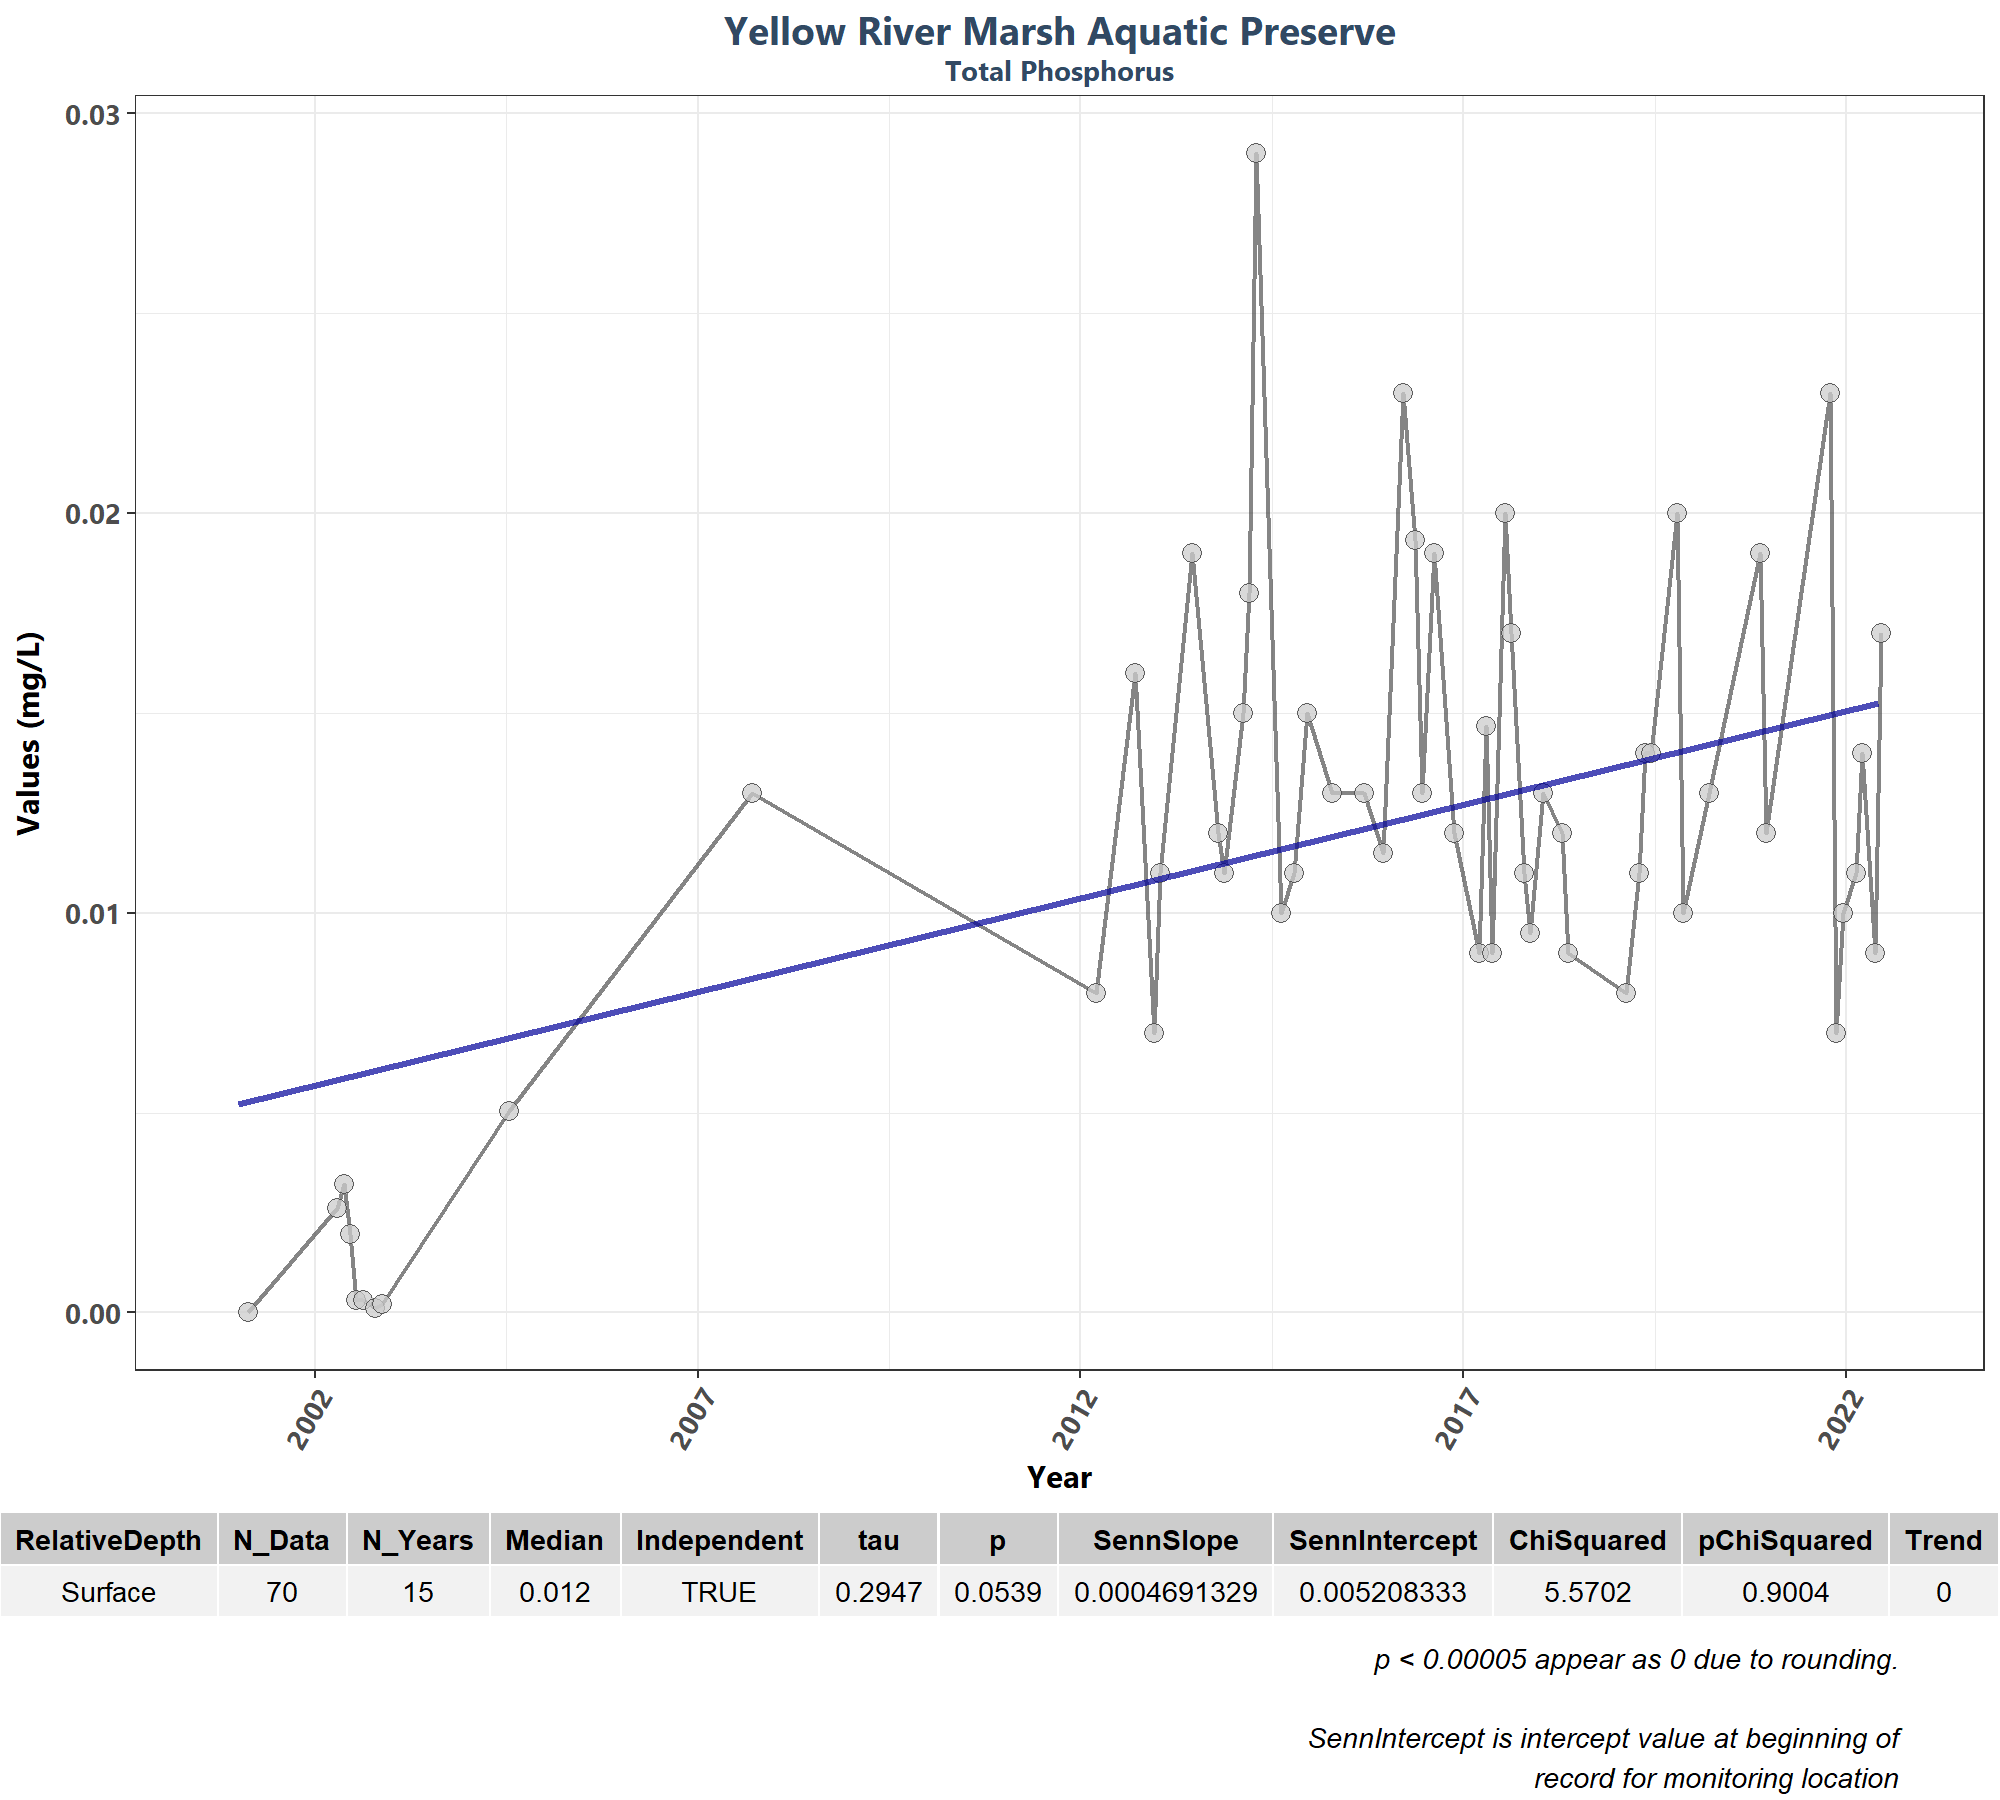 Yellow River Marsh Aquatic Preserve
Total Phosphorus
0.03
0.02
0.01
0.00
Values (mg/L)
2002 2007 2012 2017 2022
Year
RelativeDepth N_Data N_Years Median Independent tau p SennSlope SennIntercept ChiSquared pChiSquared Trend
Surface 70 15 0.012 TRUE 0.2947 0.0539 0.0004691329 0.005208333 5.5702 0.9004 0
p < 0.00005 appear as 0 due to rounding.
SennIntercept is intercept value at beginning of
record for monitoring location